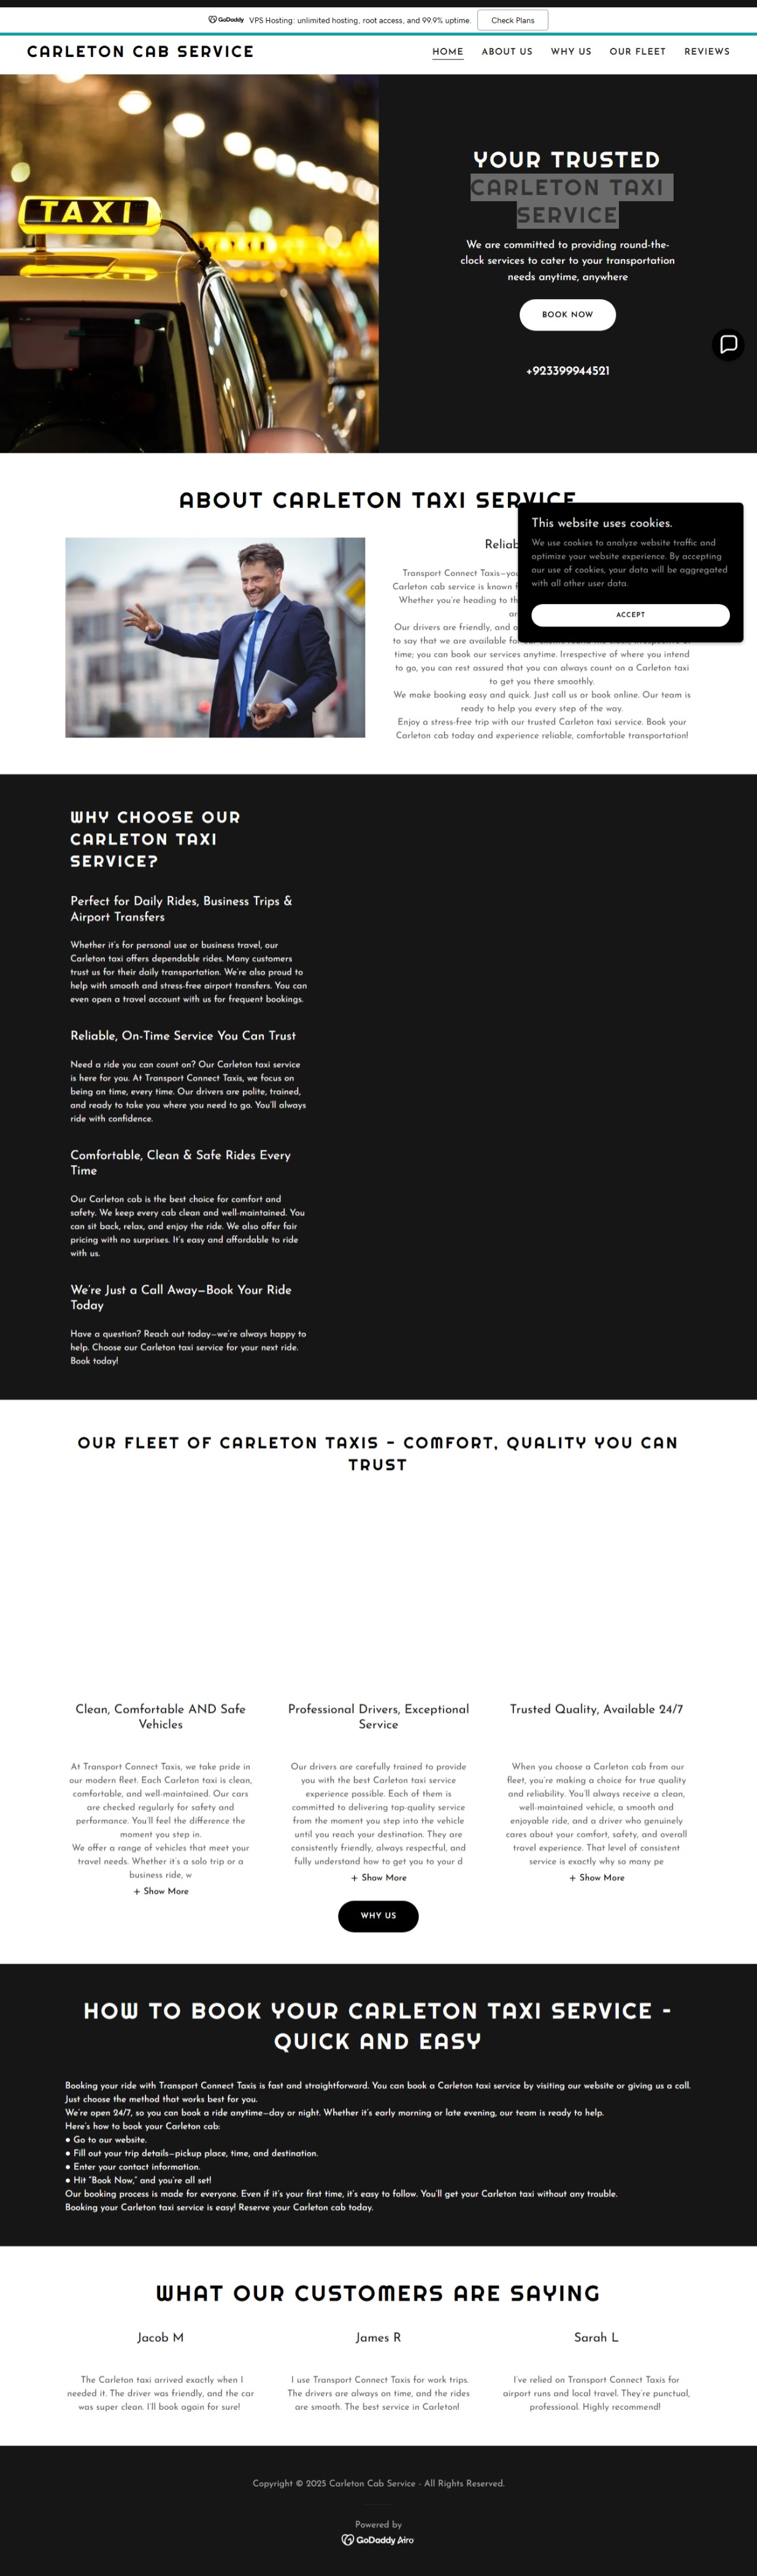 GoDaddy VPS Hosting: unlimited hosting, root access, and 99.9% uptime. Check Plans
CARLETON CAB SERVICE
HOME ABOUT US WHY US OUR FLEET REVIEWS
TAXI
YOUR TRUSTED
CARLETON TAXI
SERVICE
We are committed to providing round-the-
clock services to cater to your transportation
needs anytime, anywhere
BOOK NOW
+923399944521
ABOUT CARLETON TAXI SERVICE
This website uses cookies.
We use cookies to analyze website traffic and
optimize your website experience. By accepting
our use of cookies, your data will be aggregated
with all other user data.
ACCEPT
Reliab
Transport Connect Taxis—you
Carleton cab service is known f
Whether you're heading to th
ar
Our drivers are friendly, and o
to say that we are available fo
time; you can book our services anytime. Irrespective of where you intend
to go, you can rest assured that you can always count on a Carleton taxi
to get you there smoothly.
We make booking easy and quick. Just call us or book online. Our team is
ready to help you every step of the way.
Enjoy a stress-free trip with our trusted Carleton taxi service. Book your
Carleton cab today and experience reliable, comfortable transportation!
WHY CHOOSE OUR
CARLETON TAXI
SERVICE?
Perfect for Daily Rides, Business Trips &
Airport Transfers
Whether it's for personal use or business travel, our
Carleton taxi offers dependable rides. Many customers
trust us for their daily transportation. We're also proud to
help with smooth and stress-free airport transfers. You can
even open a travel account with us for frequent bookings.
Reliable, On-Time Service You Can Trust
Need a ride you can count on? Our Carleton taxi service
is here for you. At Transport Connect Taxis, we focus on
being on time, every time. Our drivers are polite, trained,
and ready to take you where you need to go. You'll always
ride with confidence.
Comfortable, Clean & Safe Rides Every
Time
Our Carleton cab is the best choice for comfort and
safety. We keep every cab clean and well-maintained. You
can sit back, relax, and enjoy the ride. We also offer fair
pricing with no surprises. It's easy and affordable to ride
with us.
We're Just a Call Away—Book Your Ride
Today
Have a question? Reach out today—we're always happy to
help. Choose our Carleton taxi service for your next ride.
Book today!
OUR FLEET OF CARLETON TAXIS - COMFORT, QUALITY YOU CAN
TRUST
Clean, Comfortable AND Safe
Vehicles
At Transport Connect Taxis, we take pride in
our modern fleet. Each Carleton taxi is clean,
comfortable, and well-maintained. Our cars
are checked regularly for safety and
performance. You'll feel the difference the
moment you step in.
We offer a range of vehicles that meet your
travel needs. Whether it's a solo trip or a
business ride, w
+ Show More
Professional Drivers, Exceptional
Service
Our drivers are carefully trained to provide
you with the best Carleton taxi service
experience possible. Each of them is
committed to delivering top-quality service
from the moment you step into the vehicle
until you reach your destination. They are
consistently friendly, always respectful, and
fully understand how to get you to your d
+ Show More
Trusted Quality, Available 24/7
When you choose a Carleton cab from our
fleet, you're making a choice for true quality
and reliability. You'll always receive a clean,
well-maintained vehicle, a smooth and
enjoyable ride, and a driver who genuinely
cares about your comfort, safety, and overall
travel experience. That level of consistent
service is exactly why so many pe
+ Show More
WHY US
HOW TO BOOK YOUR CARLETON TAXI SERVICE -
QUICK AND EASY
Booking your ride with Transport Connect Taxis is fast and straightforward. You can book a Carleton taxi service by visiting our website or giving us a call.
Just choose the method that works best for you.
We're open 24/7, so you can book a ride anytime—day or night. Whether it's early morning or late evening, our team is ready to help.
Here's how to book your Carleton cab:
● Go to our website.
● Fill out your trip details—pickup place, time, and destination.
● Enter your contact information.
● Hit "Book Now," and you're all set!
Our booking process is made for everyone. Even if it's your first time, it's easy to follow. You'll get your Carleton taxi without any trouble.
Booking your Carleton taxi service is easy! Reserve your Carleton cab today.
WHAT OUR CUSTOMERS ARE SAYING
Jacob M
The Carleton taxi arrived exactly when I
needed it. The driver was friendly, and the car
was super clean. I'll book again for sure!
James R
I use Transport Connect Taxis for work trips.
The drivers are always on time, and the rides
are smooth. The best service in Carleton!
Sarah L
I've relied on Transport Connect Taxis for
airport runs and local travel. They're punctual,
professional. Highly recommend!
Copyright © 2025 Carleton Cab Service - All Rights Reserved.
Powered by
GoDaddy Airo